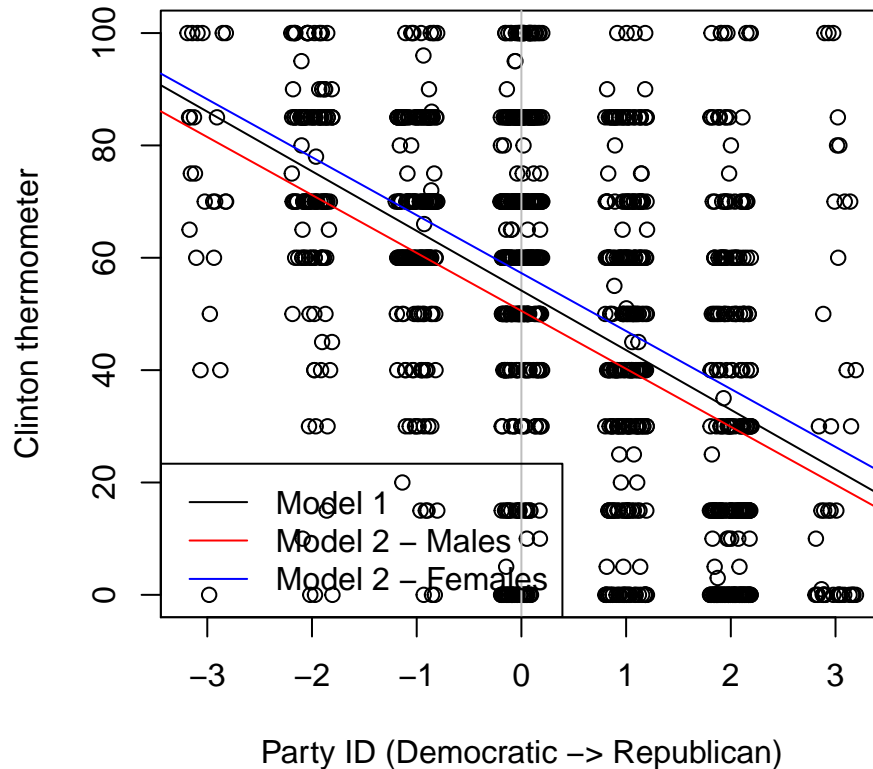 100
80
60
40
20
0
Clinton thermometer
Model 1
Model 2 − Males
Model 2 − Females
−3 −2 −1 0 1 2 3
Party ID (Democratic −> Republican)